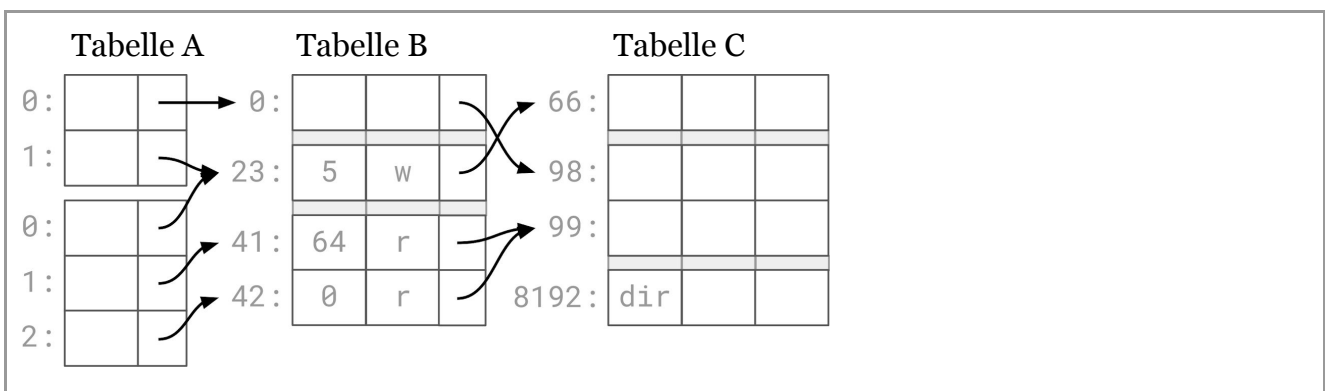 Tabelle A Tabelle B Tabelle C
0: 0: 66:
1: 23: 5 w 98:
0: 41: 64 r 99:
1: 42: 0 r 8192: dir
2: